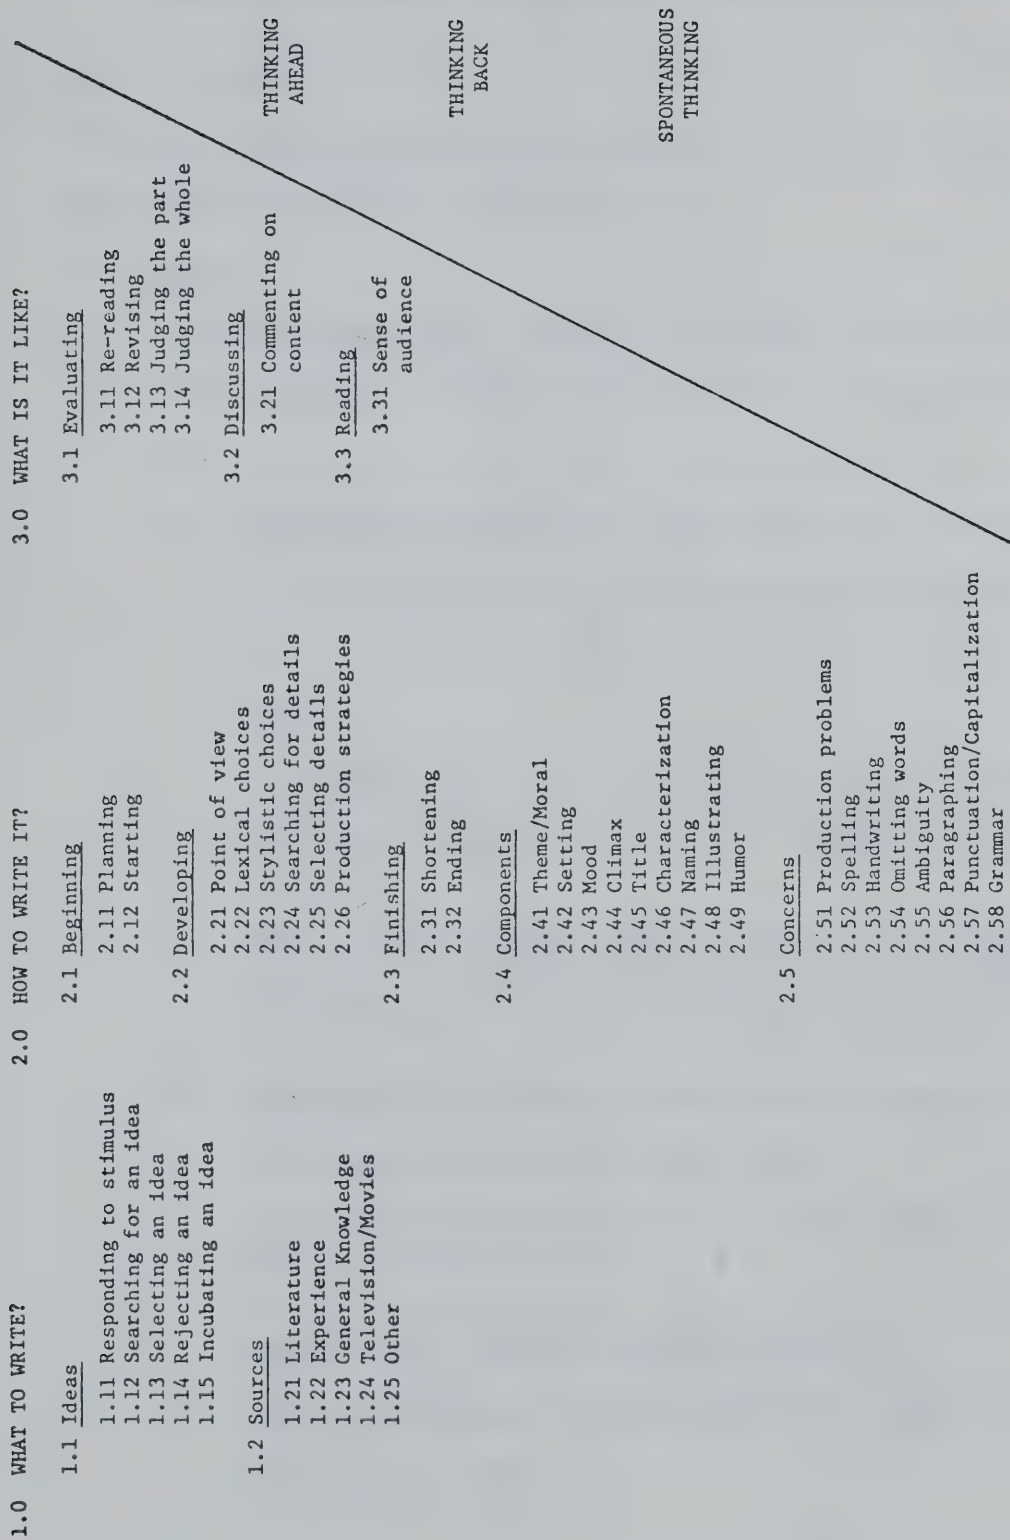 1.0 WHAT TO WRITE?
1.1 Ideas
1.11 Responding to stimulus
1.12 Searching for an idea
1.13 Selecting an idea
1.14 Rejecting an idea
1.15 Incubating an idea
1.2 Sources
1.21 Literature
1.22 Experience
1.23 General Knowledge
1.24 Television/Movies
1.25 Other
2.0 HOW TO WRITE IT?
2.1 Beginning
2.11 Planning
2.12 Starting
2.2 Developing
2.21 Point of view
2.22 Lexical choices
2.23 Stylistic choices
2.24 Searching for details
2.25 Selecting details
2.26 Production strategies
2.3 Finishing
2.31 Shortening
2.32 Ending
2.4 Components
2.41 Theme/Moral
2.42 Setting
2.43 Mood
2.44 Climax
2.45 Title
2.46 Characterization
2.47 Naming
2.48 Illustrating
2.49 Humor
2.5 Concerns
2.51 Production problems
2.52 Spelling
2.53 Handwriting
2.54 Omitting words
2.55 Ambiguity
2.56 Paragraphing
2.57 Punctuation/Capitalization
2.58 Grammar
3.0 WHAT IS IT LIKE?
3.1 Evaluating
3.11 Re-reading
3.12 Revising
3.13 Judging the part
3.14 Judging the whole
3.2 Discussing
3.21 Commenting on
content
3.3 Reading
3.31 Sense of
audience
THINKING
AHEAD
THINKING
BACK
SPONTANEOUS
THINKING